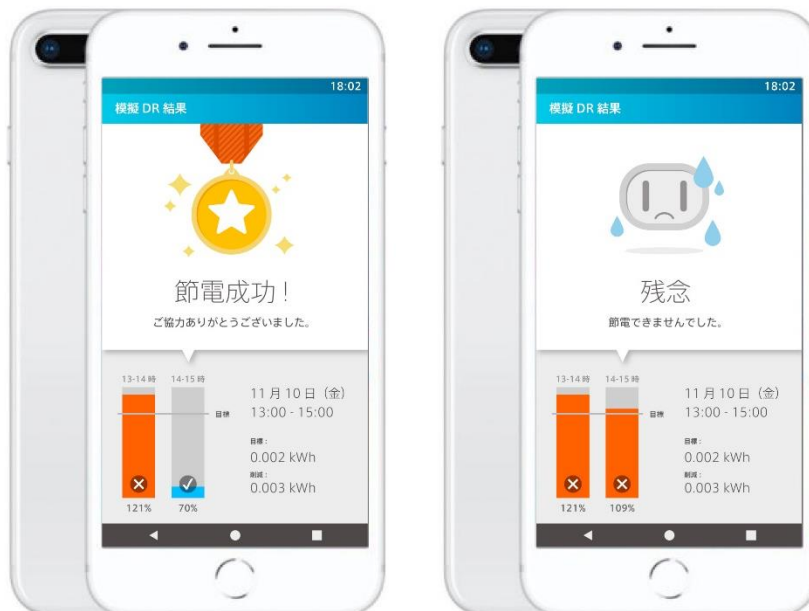 18:02
模擬 DR 結果
節電成功！
ご協力ありがとうございました。
13-14 時 14-15 時
目標
11 月 10 日（金）
13:00 - 15:00
目標：
0.002 kWh
削減：
0.003 kWh
121% 70%
18:02
模擬 DR 結果
残念
節電できませんでした。
13-14 時 14-15 時
目標
11 月 10 日（金）
13:00 - 15:00
目標：
0.002 kWh
削減：
0.003 kWh
121% 109%